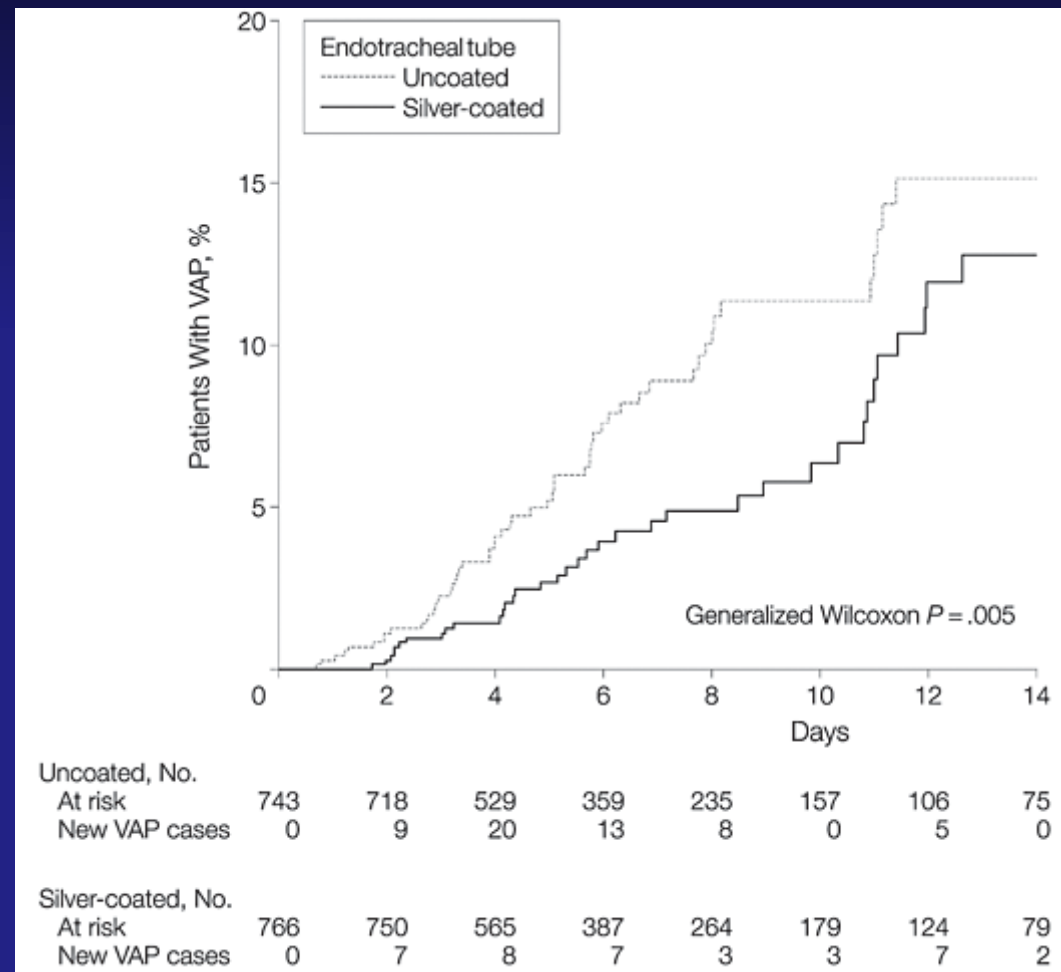 20
Endotracheal tube
Uncoated
Silver-coated
15
Patients With VAP, %
10
5
Generalized Wilcoxon P = .005
0 2 4 6 8 10 12 14
Days
Uncoated, No.
At risk 743 718 529 359 235 157 106 75
New VAP cases 0 9 20 13 8 0 5 0
Silver-coated, No.
At risk 766 750 565 387 264 179 124 79
New VAP cases 0 7 8 7 3 3 7 2